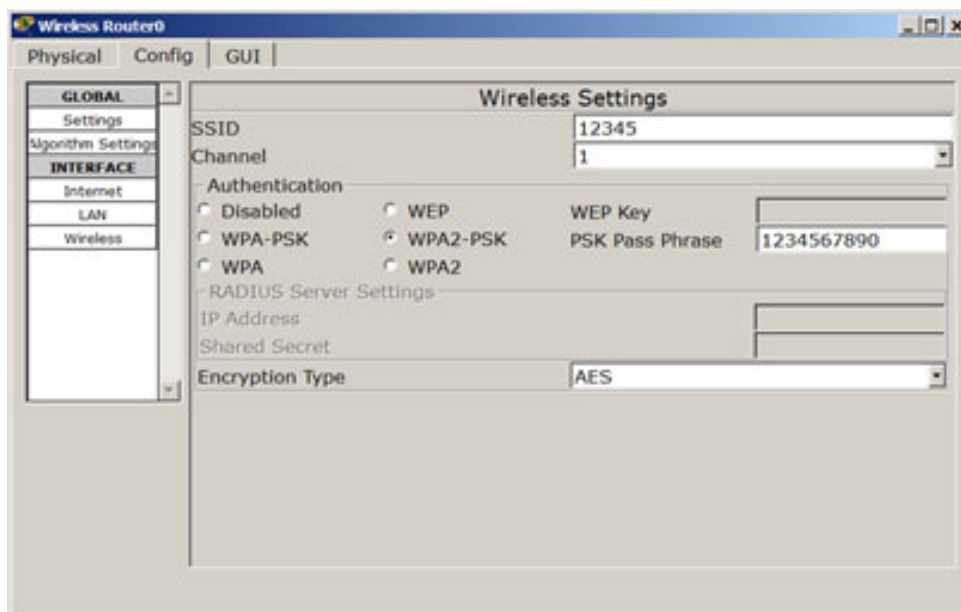 Wireless Router0
Physical Config GUI
GLOBAL
Settings
Algorithm Settings
INTERFACE
Internet
LAN
Wireless
Wireless Settings
SSID 12345
Channel 1
Authentication
Disabled WEP WEP Key
WPA-PSK WPA2-PSK PSK Pass Phrase 1234567890
WPA WPA2
RADIUS Server Settings
IP Address
Shared Secret
Encryption Type AES